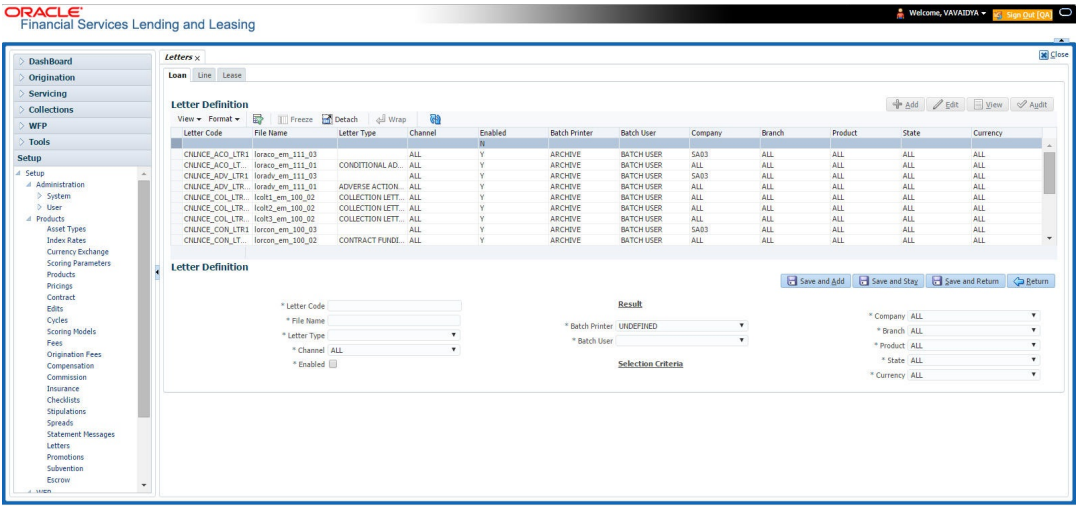 ORACLE
Financial Services Lending and Leasing
Welcome, VAVAIDYA
Sign Out [QA]
DashBoard
Origination
Servicing
Collections
WFP
Tools
Setup
Setup
Administration
System
User
Products
Asset Types
Index Rates
Currency Exchange
Scoring Parameters
Products
Pricings
Contract
Edits
Cycles
Scoring Models
Fees
Origination Fees
Compensation
Commission
Insurance
Checklists
Stipulations
Spreads
Statement Messages
Letters
Promotions
Subvention
Escrow
WFP
Letters x
Close
Loan Line Lease
Letter Definition
Add Edit View Audit
View Format Freeze Detach Wrap
Letter Code File Name Letter Type Channel Enabled Batch Printer Batch User Company Branch Product State Currency
N
CNLNCE_ACO_LTR1 loraco_em_111_03 ALL Y ARCHIVE BATCH USER SA03 ALL ALL ALL ALL
CNLNCE_ACO_LT... loraco_em_111_01 CONDITIONAL AD... ALL Y ARCHIVE BATCH USER ALL ALL ALL ALL ALL
CNLNCE_ADV_LTR1 loradv_em_111_03 ALL Y ARCHIVE BATCH USER SA03 ALL ALL ALL ALL
CNLNCE_ADV_LTR... loradv_em_111_01 ADVERSE ACTION... ALL Y ARCHIVE BATCH USER ALL ALL ALL ALL ALL
CNLNCE_COL_LTR... lcolt1_em_100_02 COLLECTION LETT... ALL Y ARCHIVE BATCH USER ALL ALL ALL ALL ALL
CNLNCE_COL_LTR... lcolt2_em_100_02 COLLECTION LETT... ALL Y ARCHIVE BATCH USER ALL ALL ALL ALL ALL
CNLNCE_COL_LTR... lcolt3_em_100_02 COLLECTION LETT... ALL Y ARCHIVE BATCH USER ALL ALL ALL ALL ALL
CNLNCE_CON_LTR1 lorcon_em_100_03 ALL Y ARCHIVE BATCH USER SA03 ALL ALL ALL ALL
CNLNCE_CON_LT... lorcon_em_100_02 CONTRACT FUNDI... ALL Y ARCHIVE BATCH USER ALL ALL ALL ALL ALL
Letter Definition
Save and Add Save and Stay Save and Return Return
* Letter Code
* File Name
* Letter Type
* Channel ALL
* Enabled
Result
* Batch Printer UNDEFINED
* Batch User
Selection Criteria
* Company ALL
* Branch ALL
* Product ALL
* State ALL
* Currency ALL